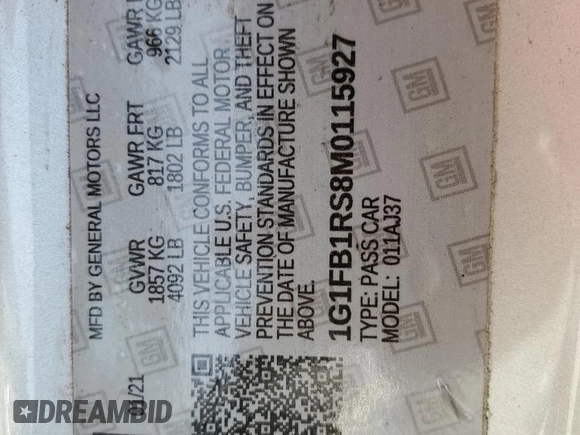 MFD BY GENERAL MOTORS LLC
GVWR GAWR FRT GAWR
1857 KG 817 KG 966 KG
4092 LB 1802 LB 2129 LB
THIS VEHICLE CONFORMS TO ALL
APPLICABLE U.S. FEDERAL MOTOR
VEHICLE SAFETY, BUMPER, AND THEFT
PREVENTION STANDARDS IN EFFECT ON
THE DATE OF MANUFACTURE SHOWN
ABOVE.
1G1FB1RS8M0115927
TYPE: PASS CAR
MODEL: 011AJ37
GM
DREAMBID